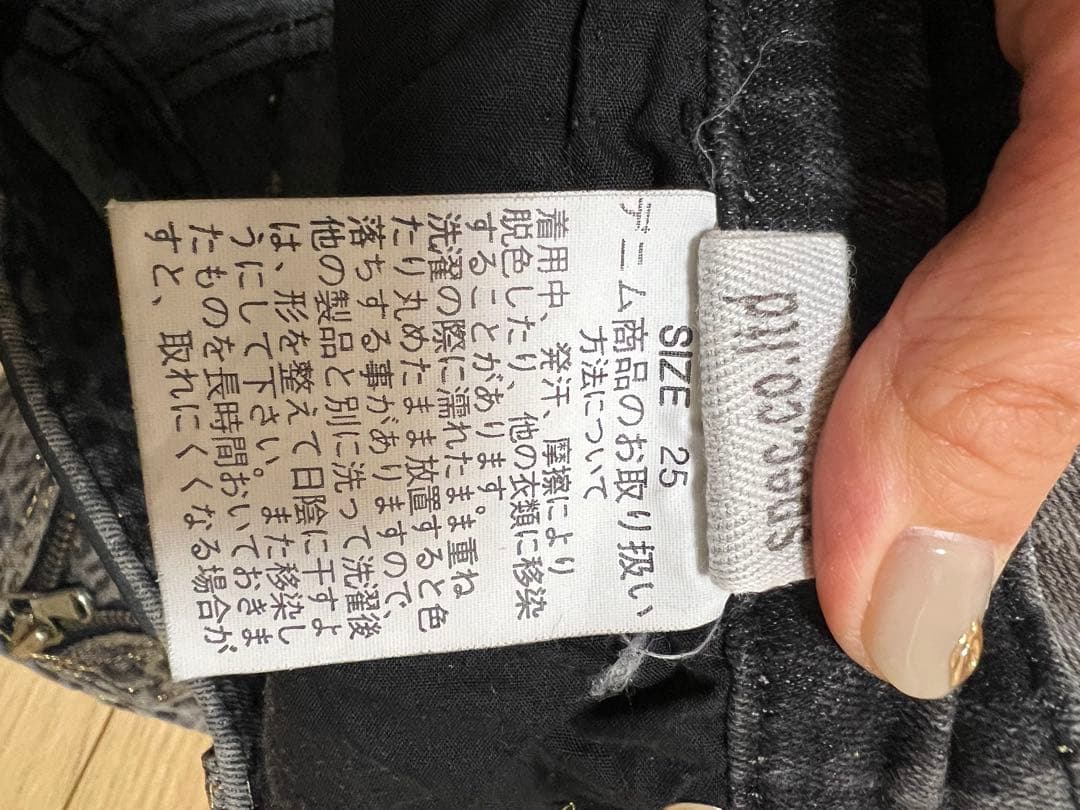 SIZE 25
デニム商品のお取り扱い
方法について
着用中、発汗、摩擦により
脱色したり、他の衣類に移染
することがあります。
洗濯の際に濡れたまま重ね
たり丸めたまま放置すると色
落ちする事がありますので、
他の製品と別に洗って洗濯後
は、形を整えて日陰に干すよ
うにして下さい。また移染し
たものを長時間おいておきま
すと、取れにくくなる場合が